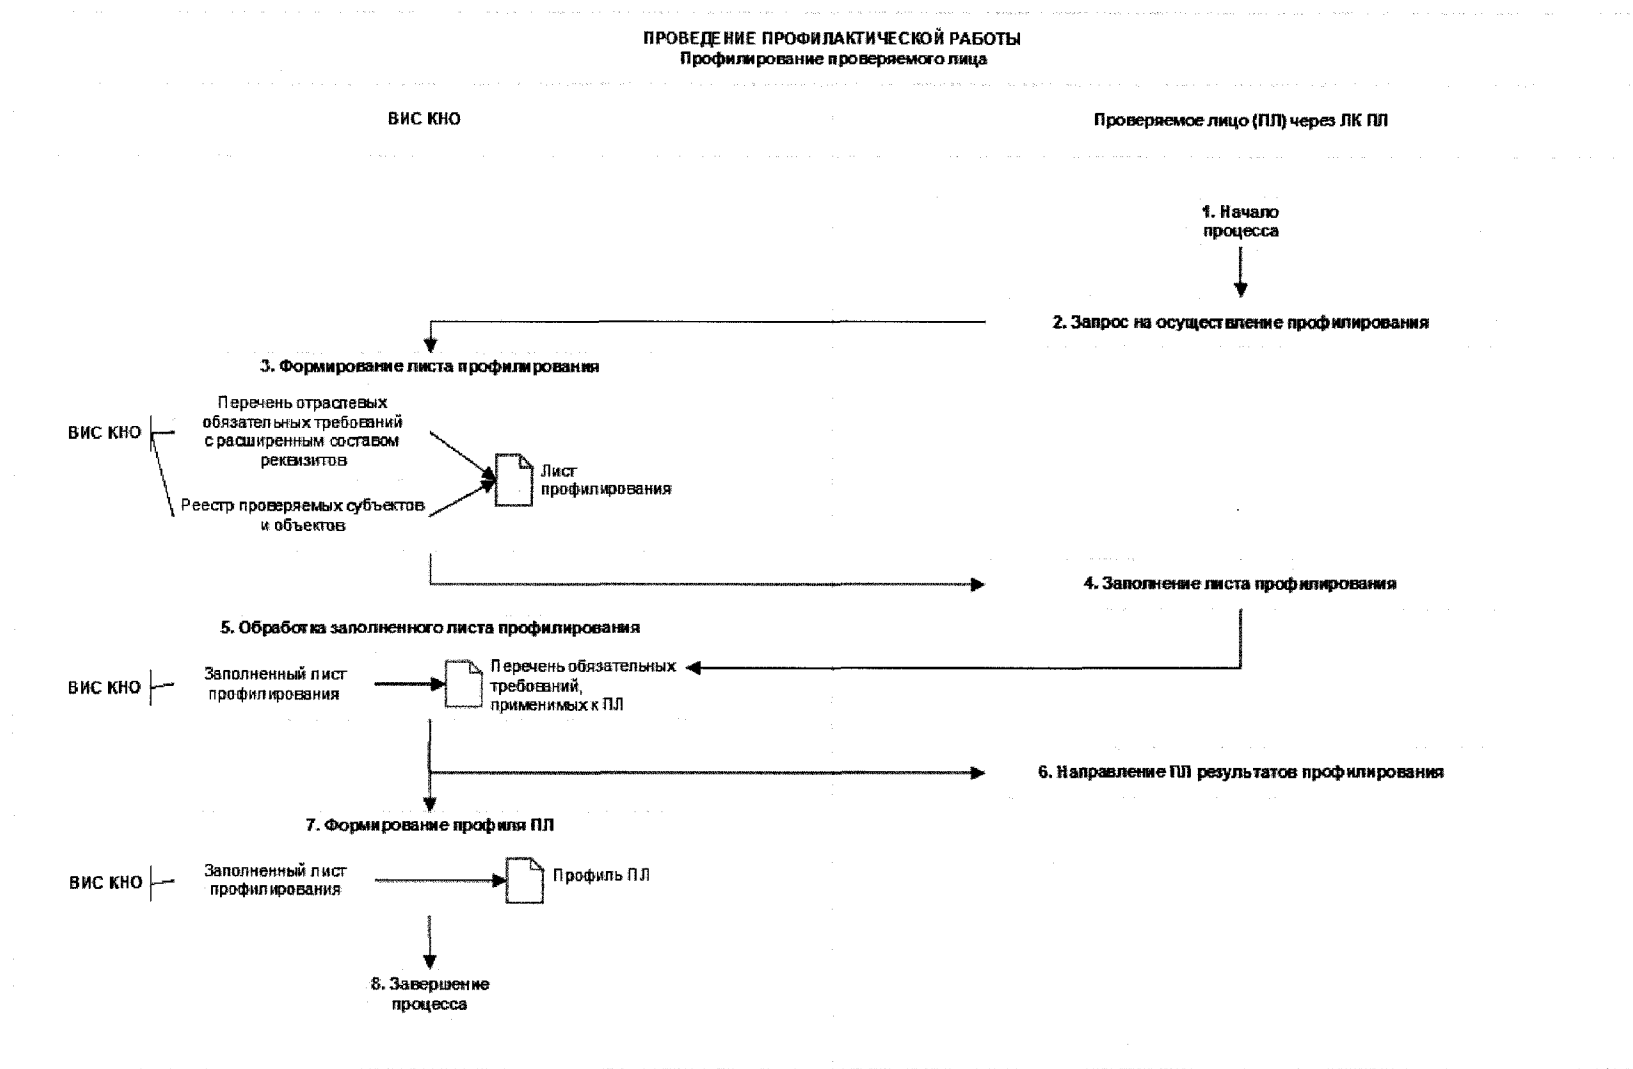 ПРОВЕДЕНИЕ ПРОФИЛАКТИЧЕСКОЙ РАБОТЫ
Профилирование проверяемого лица
ВИС КНО
Проверяемое лицо (ПЛ) через ЛК ПЛ
1. Начало
процесса
2. Запрос на осуществление профилирования
3. Формирование листа профилирования
ВИС КНО
Перечень отраслевых
обязательных требований
с расширенным составом
реквизитов
Реестр проверяемых субъектов
и объектов
Лист
профилирования
4. Заполнение листа профилирования
5. Обработка заполненного листа профилирования
ВИС КНО
Заполненный лист
профилирования
Перечень обязательных
требований,
применимых к ПЛ
6. Направление ПЛ результатов профилирования
7. Формирование профиля ПЛ
ВИС КНО
Заполненный лист
профилирования
Профиль ПЛ
8. Завершение
процесса